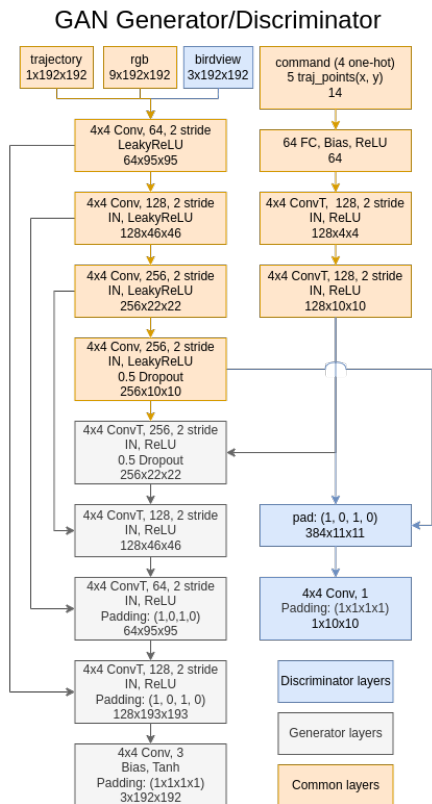 GAN Generator/Discriminator
trajectory
1x192x192
rgb
9x192x192
birdview
3x192x192
command (4 one-hot)
5 traj_points(x, y)
14
4x4 Conv, 64, 2 stride
LeakyReLU
64x95x95
64 FC, Bias, ReLU
64
4x4 Conv, 128, 2 stride
IN, LeakyReLU
128x46x46
4x4 ConvT, 128, 2 stride
IN, ReLU
128x4x4
4x4 Conv, 256, 2 stride
IN, LeakyReLU
256x22x22
4x4 ConvT, 128, 2 stride
IN, ReLU
128x10x10
4x4 Conv, 256, 2 stride
IN, LeakyReLU
0.5 Dropout
256x10x10
4x4 ConvT, 256, 2 stride
IN, ReLU
0.5 Dropout
256x22x22
4x4 ConvT, 128, 2 stride
IN, ReLU
128x46x46
pad: (1, 0, 1, 0)
384x11x11
4x4 ConvT, 64, 2 stride
IN, ReLU
Padding: (1,0,1,0)
64x95x95
4x4 Conv, 1
Padding: (1x1x1x1)
1x10x10
4x4 ConvT, 128, 2 stride
IN, ReLU
Padding: (1, 0, 1, 0)
128x193x193
4x4 Conv, 3
Bias, Tanh
Padding: (1x1x1x1)
3x192x192
Discriminator layers
Generator layers
Common layers